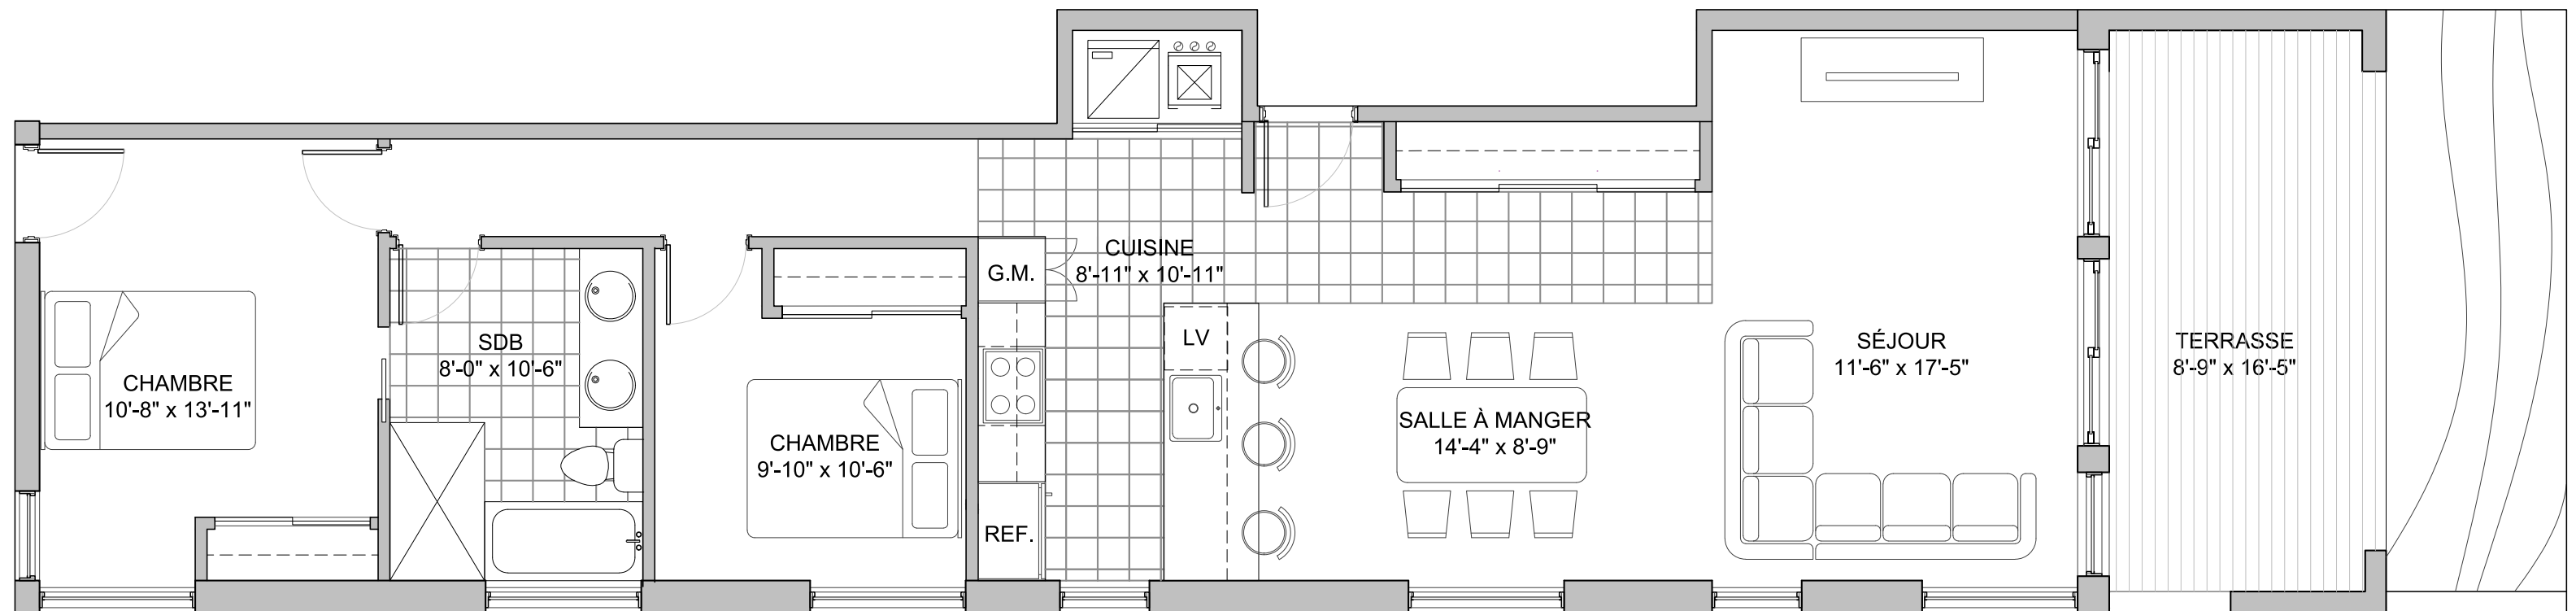 CHAMBRE
10'-8" x 13'-11"
SDB
8'-0" x 10'-6"
CHAMBRE
9'-10" x 10'-6"
G.M.
REF.
CUISINE
8'-11" x 10'-11"
LV
SALLE À MANGER
14'-4" x 8'-9"
SÉJOUR
11'-6" x 17'-5"
TERRASSE
8'-9" x 16'-5"